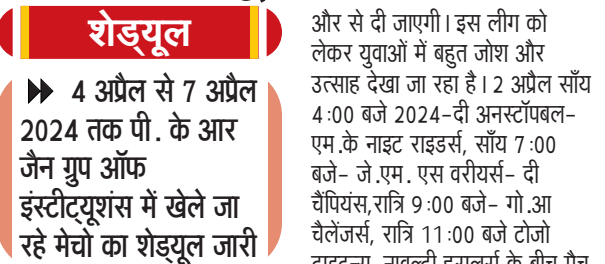 शेड्यूल
▶▶ 4 अप्रैल से 7 अप्रैल
2024 तक पी. के आर
जैन ग्रुप ऑफ
इंस्टीट्यूशंस में खेले जा
रहे मेचो का शेड्यूल जारी
और से दी जाएगी। इस लीग को
लेकर युवाओं में बहुत जोश और
उत्साह देखा जा रहा है। 2 अप्रैल साँय
4:00 बजे 2024-दी अनस्टॉपबल-
एम.के नाइट राइडर्स, साँय 7:00
बजे- जे.एम. एस वरीयर्स- दी
चैंपियंस,रात्रि 9:00 बजे- गो.आ
चैलेंजर्स, रात्रि 11:00 बजे टोजो
के बीच मैच